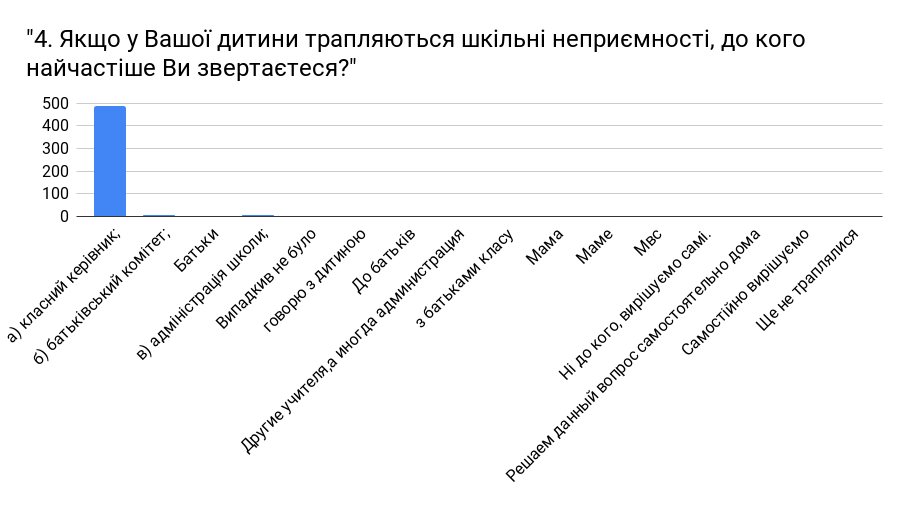 "4. Якщо у Вашої дитини трапляються шкільні неприємності, до кого
найчастіше Ви звертаєтеся?"
500
400
300
200
100
0
а) класний керівник;
б) батьківський комітет;
Батьки
в) адміністрація школи;
Випадкив не було
говорю з дитиною
До батьків
Другие учителя,а иногда администрация
з батьками класу
Мама
Маме
Мвс
Ні до кого, вирішуємо самі.
Решаем данный вопрос самостоятельно дома
Самостійно вирішуємо
Ще не траплялися